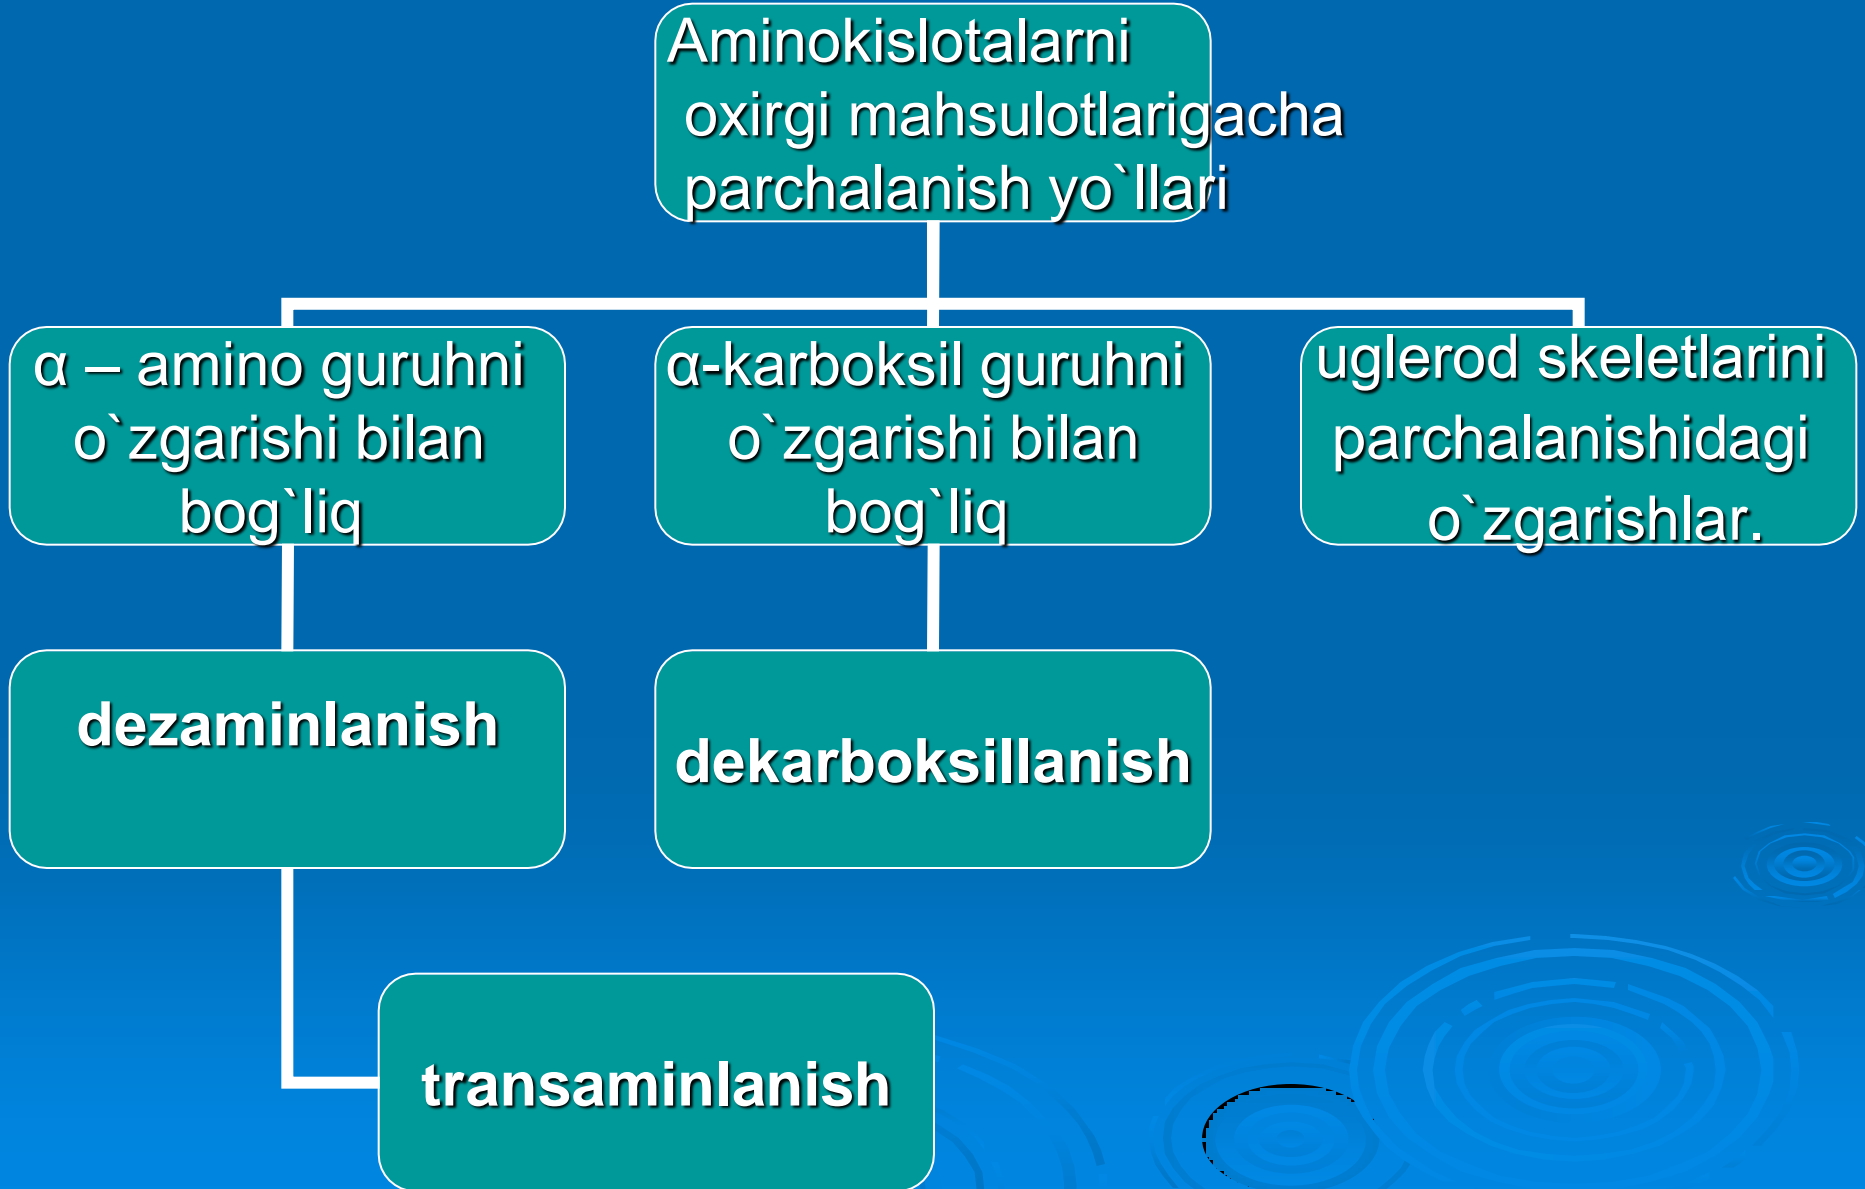 Aminokislotalarni
oxirgi mahsulotlarigacha
parchalanish yo`llari
α – amino guruhni
o`zgarishi bilan
bog`liq
α-karboksil guruhni
o`zgarishi bilan
bog`liq
uglerod skeletlarini
parchalanishidagi
o`zgarishlar.
dezaminlanish
dekarboksillanish
transaminlanish